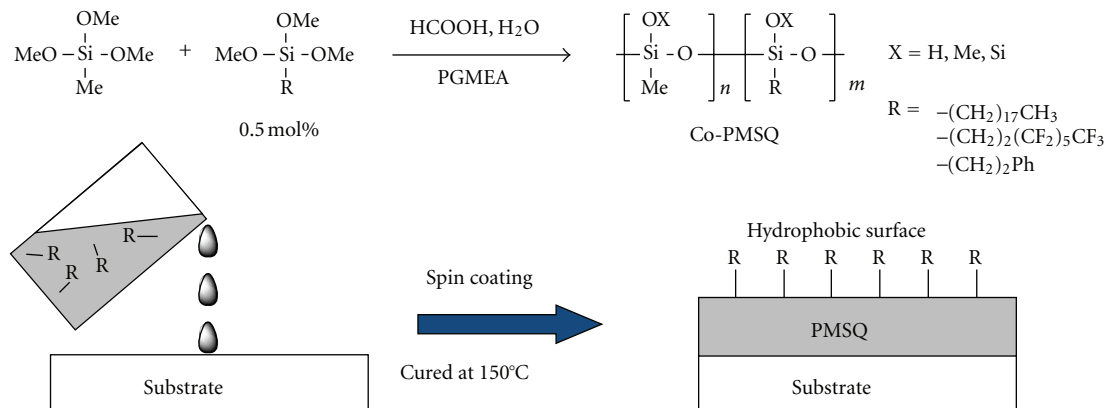 OMe
OMe
HCOOH, H2O
OX
OX
MeO—Si—OMe
+
MeO—Si—OMe
Si—O
Si—O
X = H, Me, Si
Me
R
PGMEA
Me
n
R
m
0.5 mol%
Co-PMSQ
R = –(CH2)17CH3
–(CH2)2(CF2)5CF3
–(CH2)2Ph
Hydrophobic surface
R
R
R
R
R R R R R R
Spin coating
PMSQ
Cured at 150°C
Substrate
Substrate